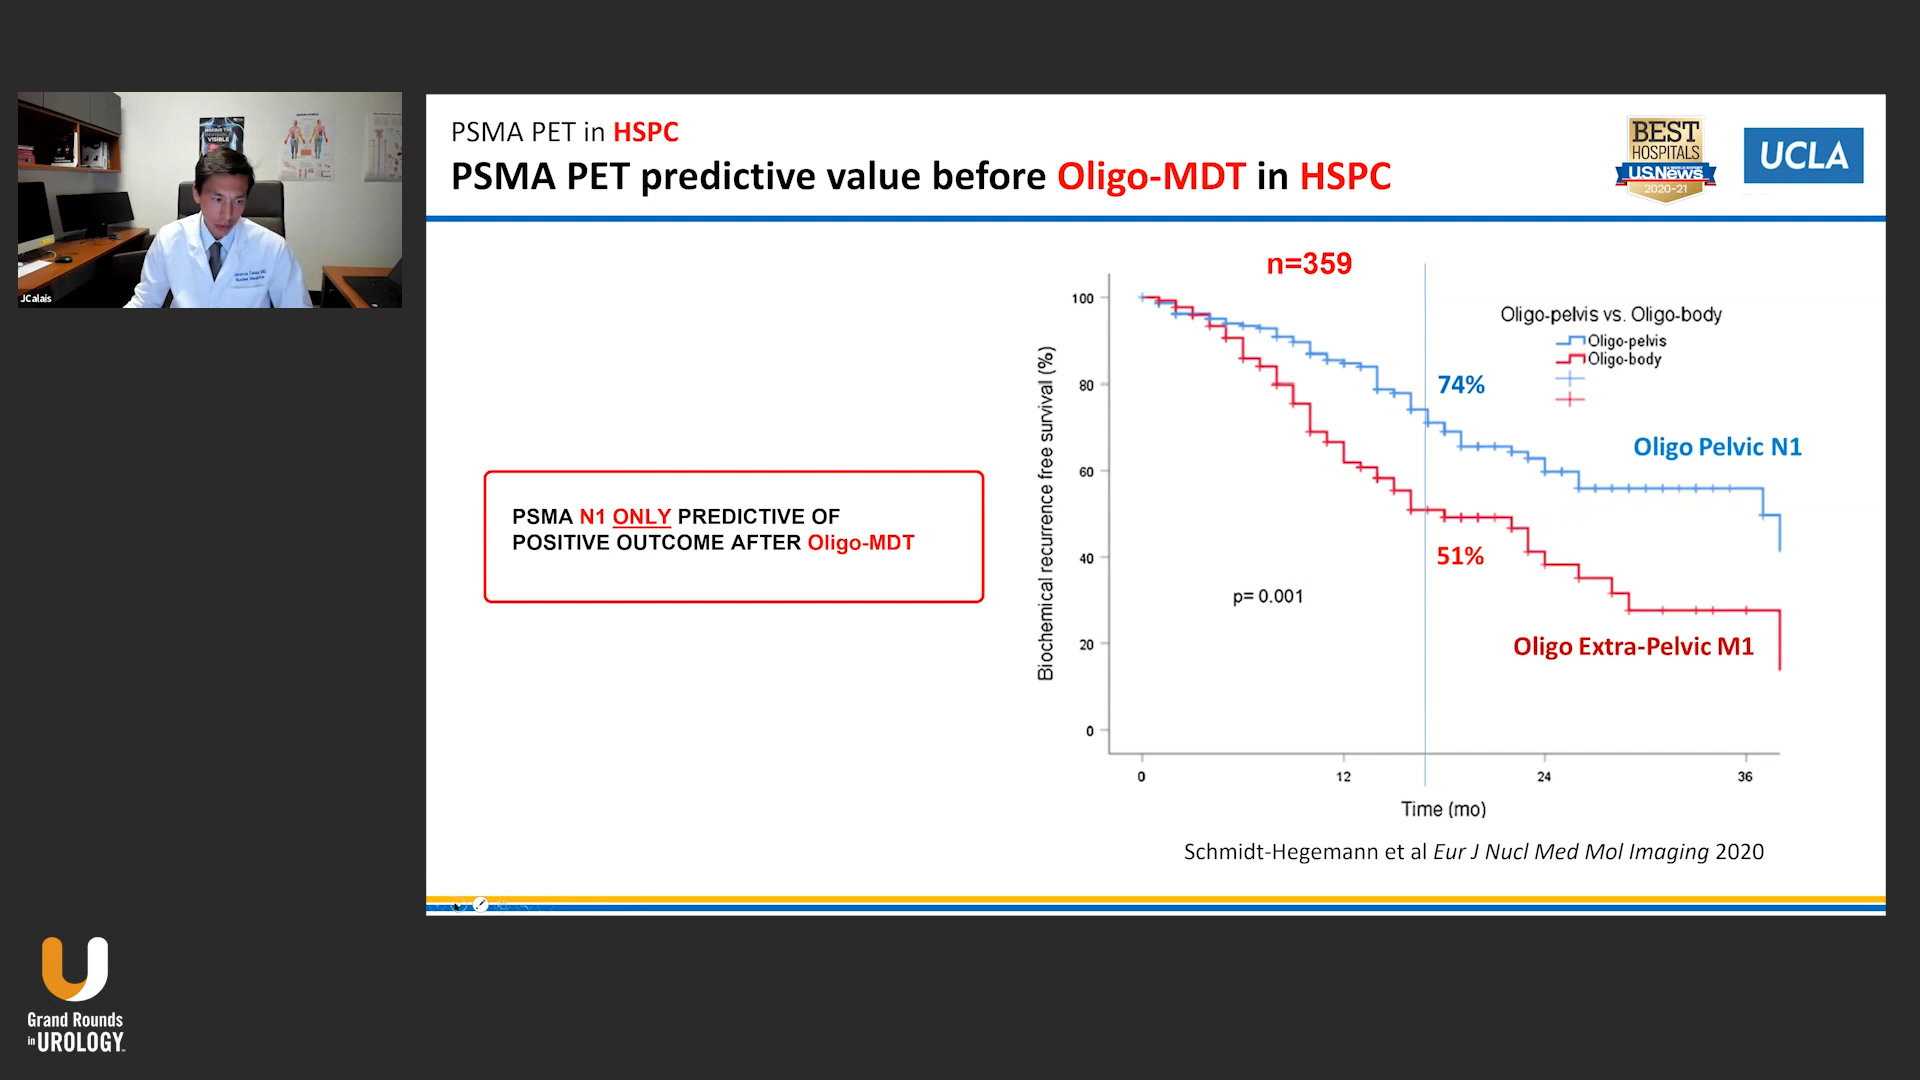 MAKING THE
VISIBLE
JCalais
PSMA PET in HSPC
PSMA PET predictive value before Oligo-MDT in HSPC
BEST
HOSPITALS
U.S.News
2020-21
UCLA
n=359
PSMA N1 ONLY PREDICTIVE OF
POSITIVE OUTCOME AFTER Oligo-MDT
Biochemical recurrence free survival (%)
100
80
60
40
20
0
Oligo-pelvis vs. Oligo-body
Oligo-pelvis
Oligo-body
74%
Oligo Pelvic N1
51%
p= 0.001
Oligo Extra-Pelvic M1
0
12
24
36
Time (mo)
Schmidt-Hegemann et al Eur J Nucl Med Mol Imaging 2020
Grand Rounds
in UROLOGY